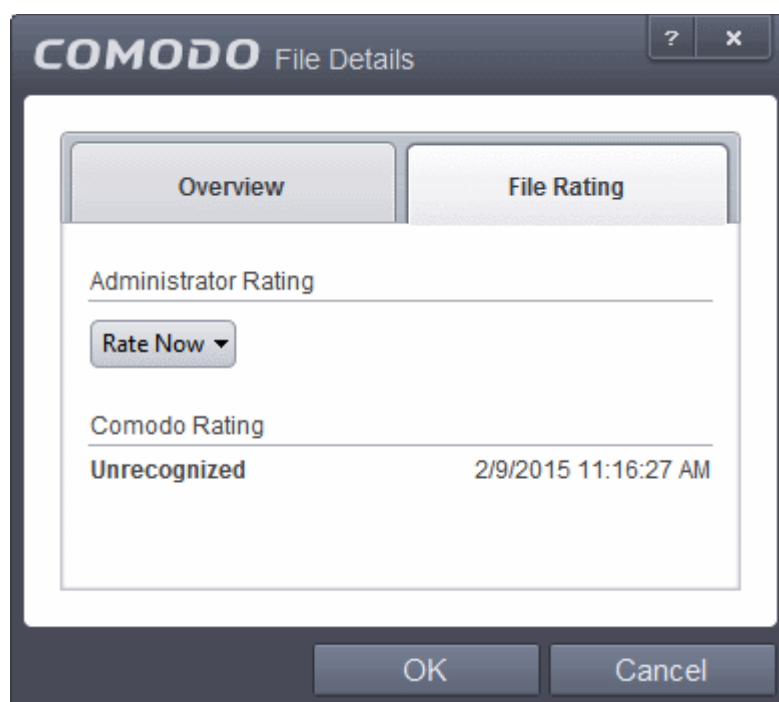 COMODO File Details ? ×
Overview File Rating
Administrator Rating
Rate Now
Comodo Rating
Unrecognized 2/9/2015 11:16:27 AM
OK Cancel